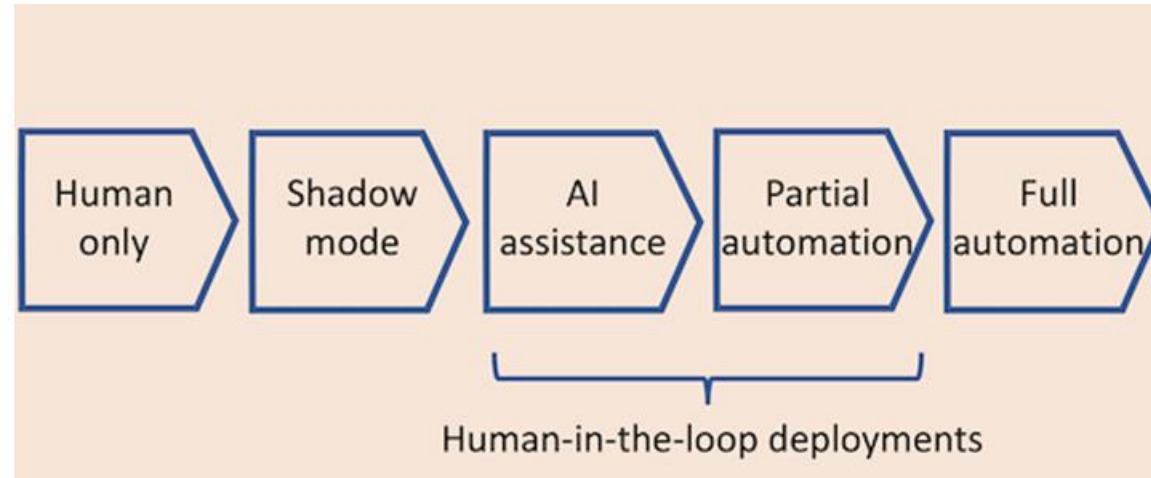 Human
only
Shadow
mode
AI
assistance
Partial
automation
Full
automation
Human-in-the-loop deployments